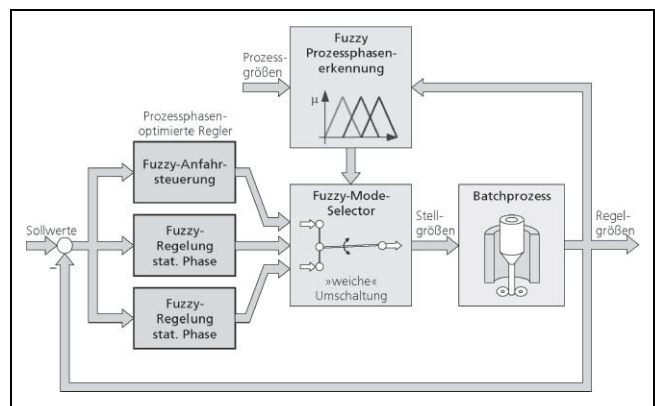 Fuzzy
Prozessphasen-
erkennung
μ
Prozess-
größen
Prozessphasen-
optimierte Regler
Fuzzy-Anfahr-
steuerung
Fuzzy-
Regelung
stat. Phase
Fuzzy-
Regelung
stat. Phase
Sollwerte
–
Fuzzy-Mode-
Selector
»weiche«
Umschaltung
Stell-
größen
Batchprozess
Regel-
größen